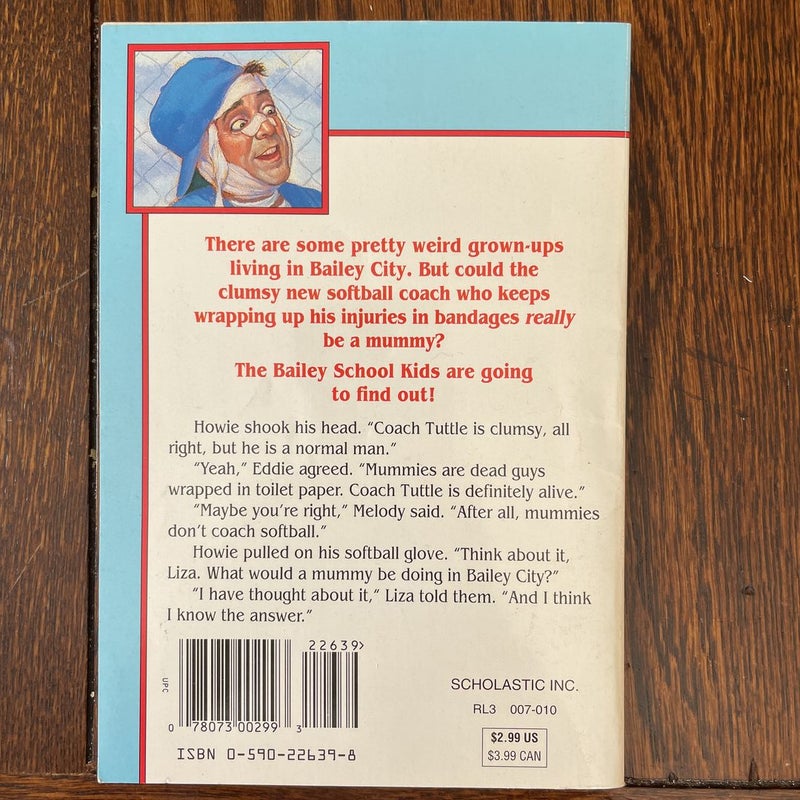 There are some pretty weird grown-ups
living in Bailey City. But could the
clumsy new softball coach who keeps
wrapping up his injuries in bandages really
be a mummy?
The Bailey School Kids are going
to find out!
Howie shook his head. “Coach Tuttle is clumsy, all
right, but he is a normal man.”
“Yeah,” Eddie agreed. “Mummies are dead guys
wrapped in toilet paper. Coach Tuttle is definitely alive.”
“Maybe you’re right,” Melody said. “After all, mummies
don’t coach softball.”
Howie pulled on his softball glove. “Think about it,
Liza. What would a mummy be doing in Bailey City?”
“I have thought about it,” Liza told them. “And I think
I know the answer.”
22639>
UPC
0 78073 00299 3
ISBN 0-590-22639-8
SCHOLASTIC INC.
RL3 007-010
$2.99 US
$3.99 CAN